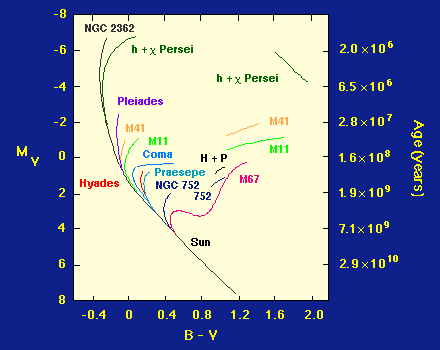 -8
-6
-4
-2
0
2
4
6
8
M V
NGC 2362
h + χ Persei
h + χ Persei
Pleiades
M41
M11
Coma
Praesepe
Hyades
NGC 752
752
H + P
M67
M41
M11
Sun
2.0×10⁶
6.5×10⁶
2.8×10⁷
1.6×10⁸
1.9×10⁹
7.1×10⁹
2.9×10¹⁰
Age (years)
-0.4 0 0.4 0.8 1.2 1.6 2.0
B - V